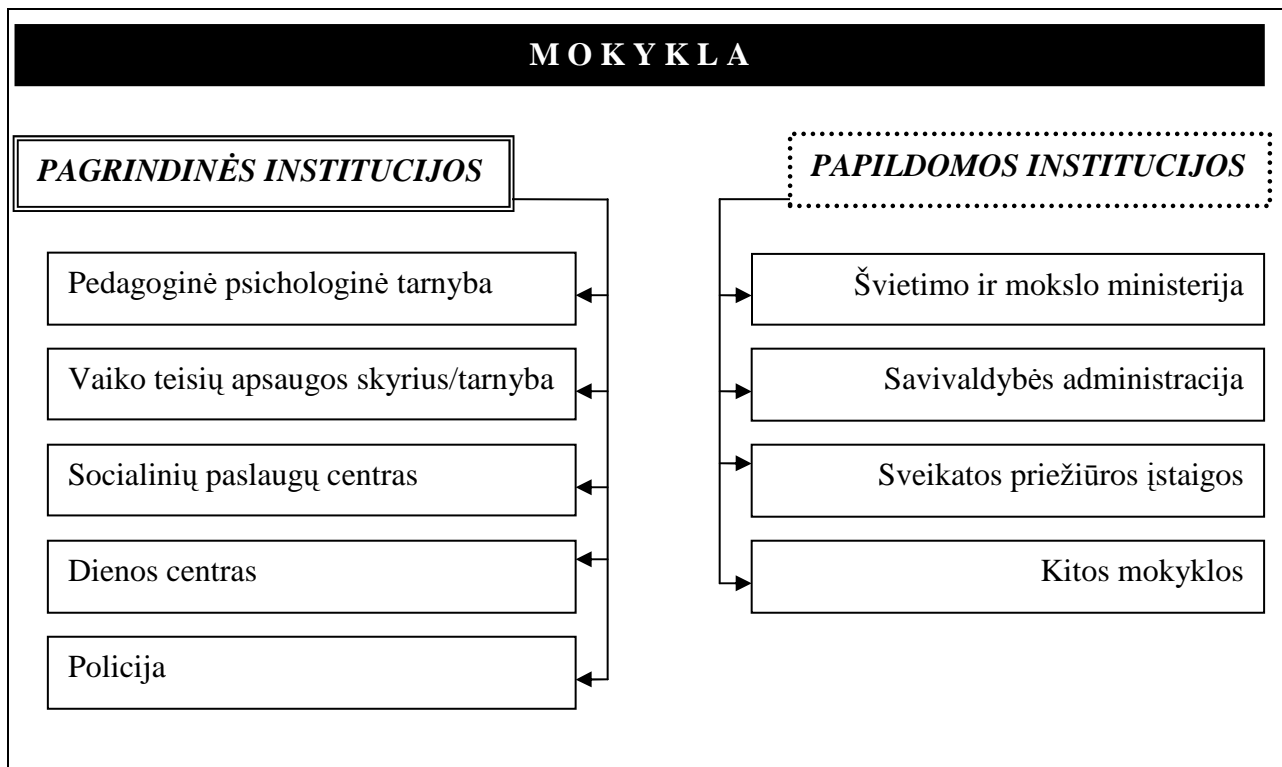 M O K Y K L A
PAGRINDINĖS INSTITUCIJOS
Pedagoginė psichologinė tarnyba
Vaiko teisių apsaugos skyrius/tarnyba
Socialinių paslaugų centras
Dienos centras
Policija
PAPILDOMOS INSTITUCIJOS
Švietimo ir mokslo ministerija
Savivaldybės administracija
Sveikatos priežiūros įstaigos
Kitos mokyklos